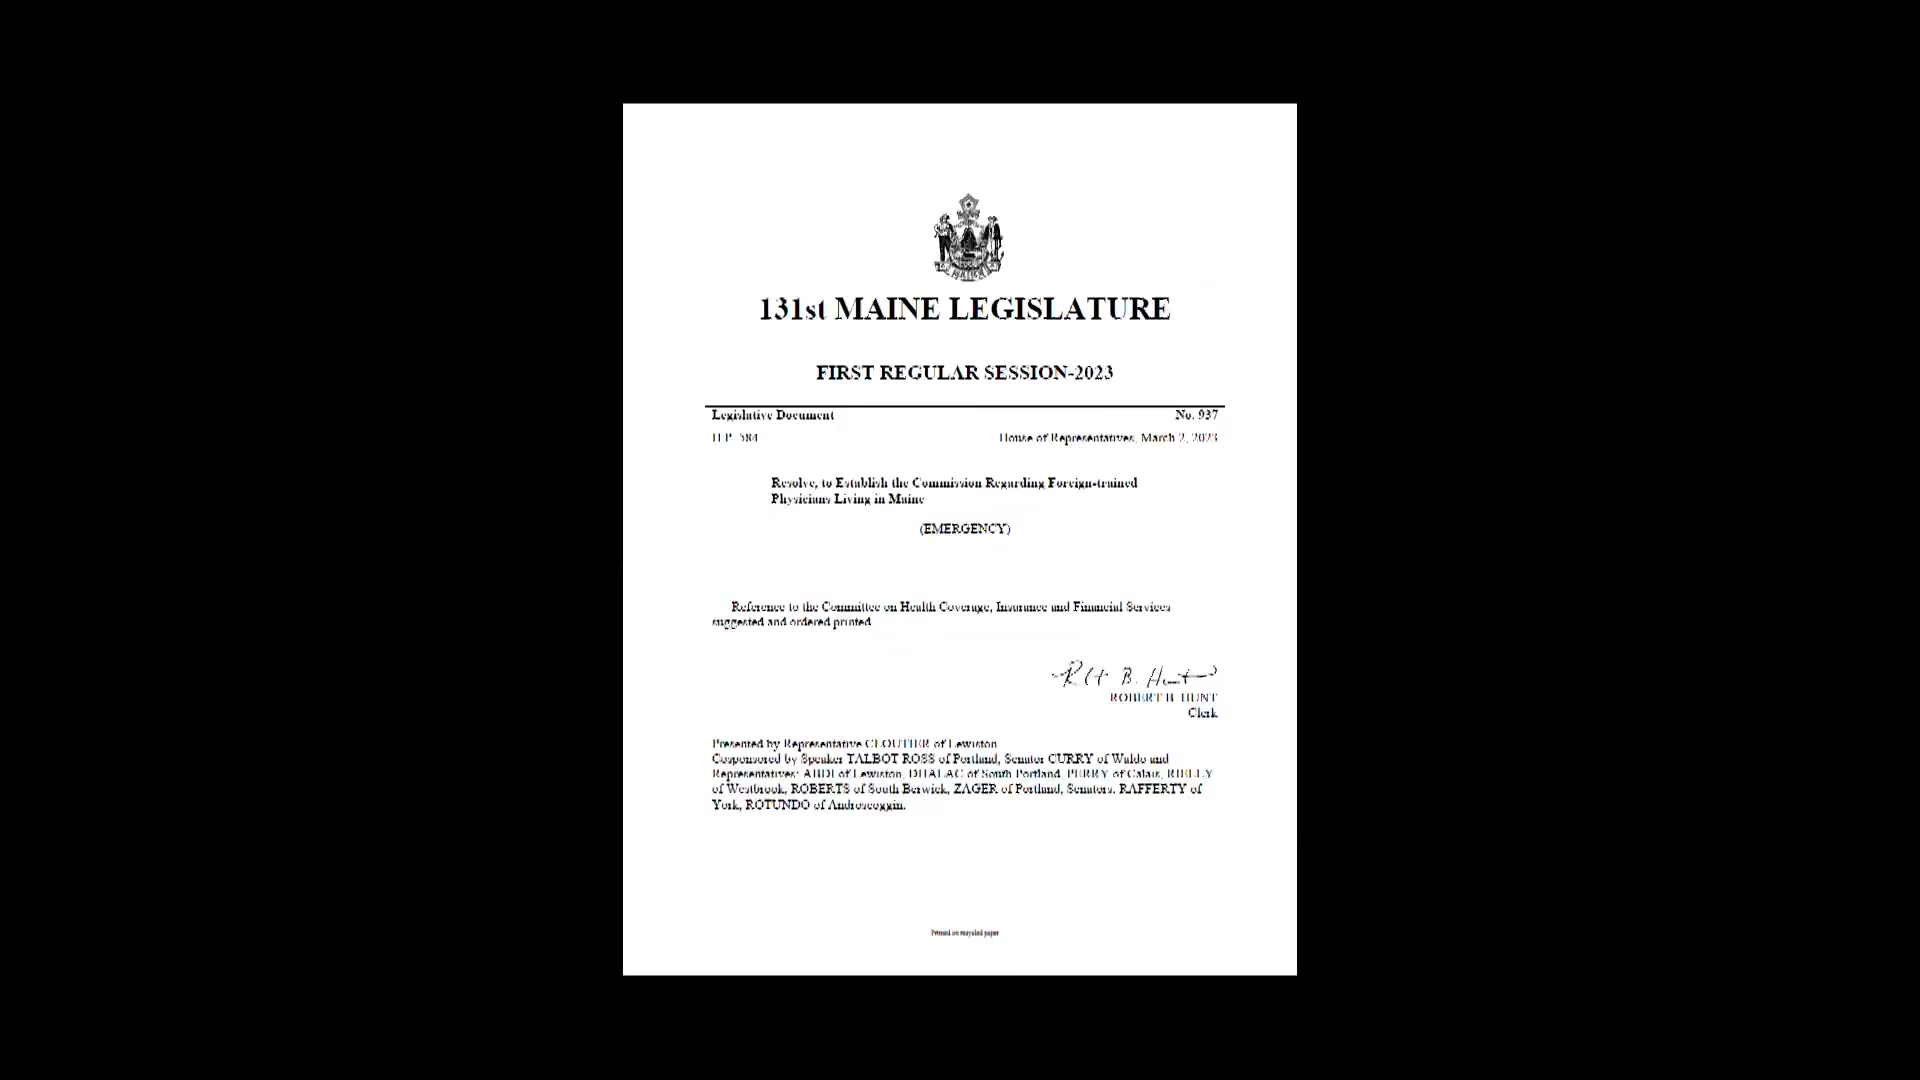 131st MAINE LEGISLATURE
FIRST REGULAR SESSION-2023
Legislative Document No. 937
H.P. 584 House of Representatives, March 2, 2023
Resolve, to Establish the Commission Regarding Foreign-trained
Physicians Living in Maine
(EMERGENCY)
Reference to the Committee on Health Coverage, Insurance and Financial Services
suggested and ordered printed.
R(t B. Hunt
ROBERT B. HUNT
Clerk
Presented by Representative CLOUTIER of Lewiston.
Cosponsored by Speaker TALBOT ROSS of Portland, Senator CURRY of Waldo and
Representatives: ABDI of Lewiston, DHALAC of South Portland, PERRY of Calais, RIELLY
of Westbrook, ROBERTS of South Berwick, ZAGER of Portland, Senators: RAFFERTY of
York, ROTUNDO of Androscoggin.
Printed on recycled paper